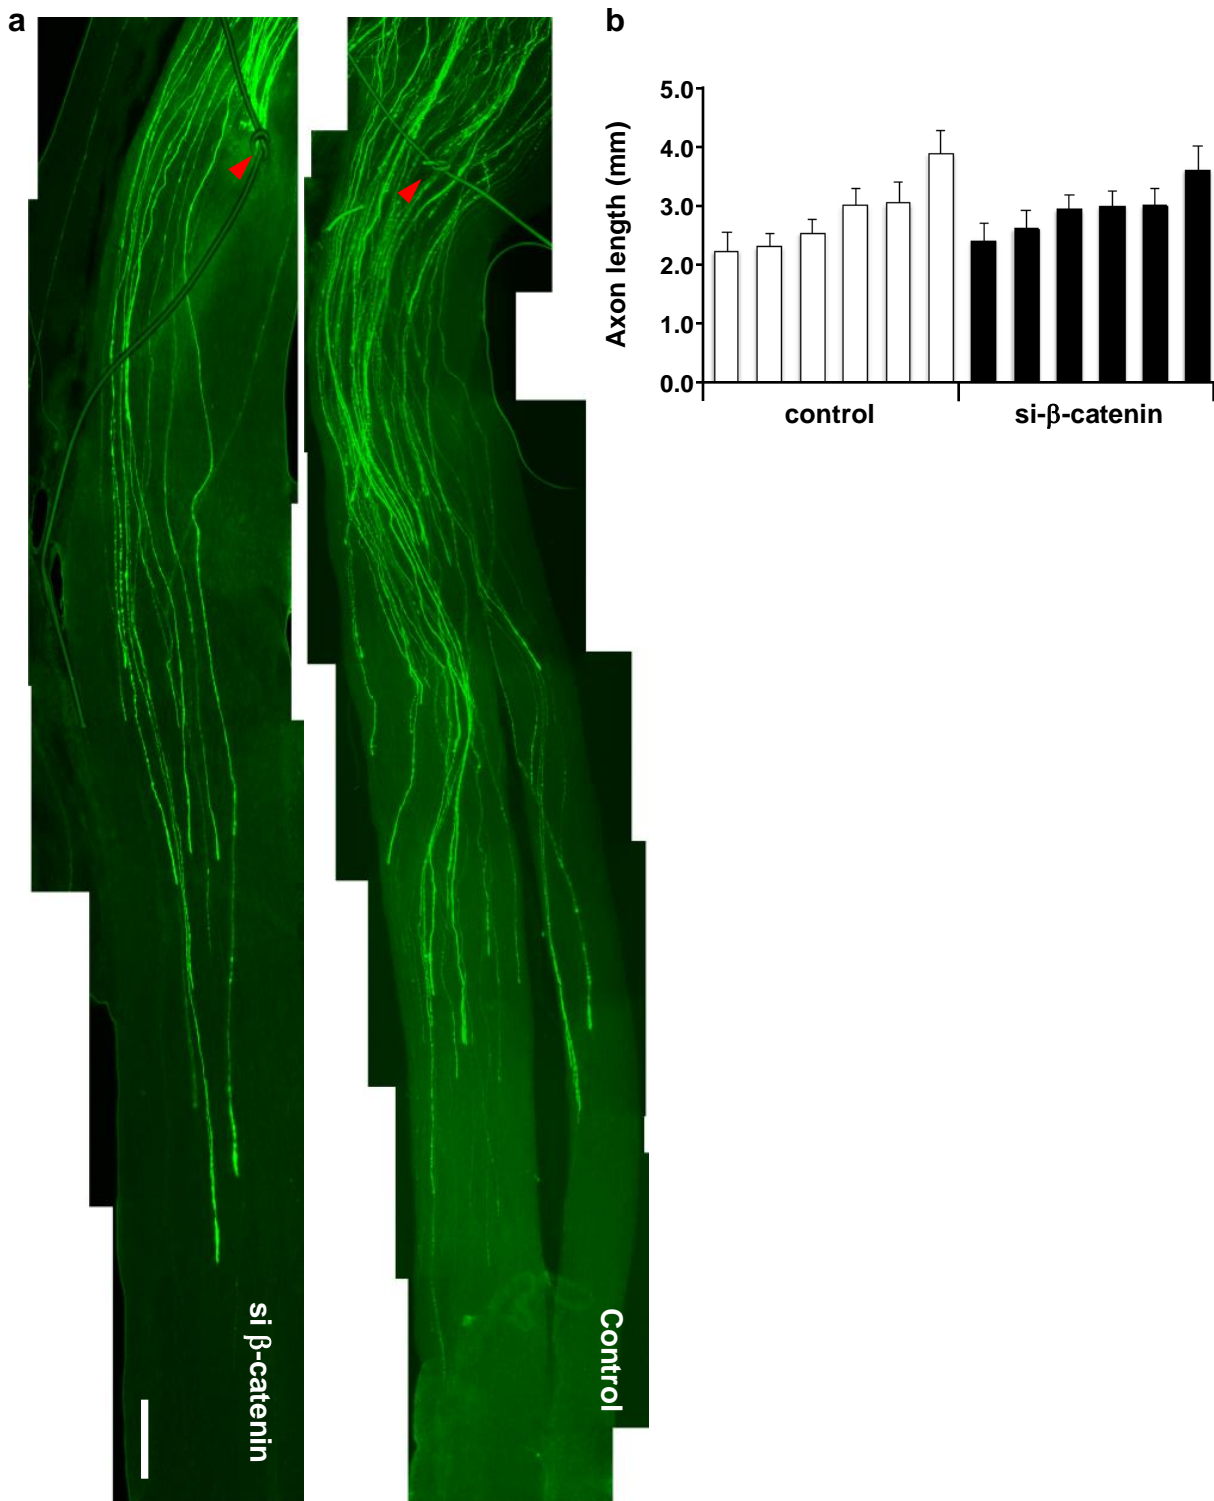 a
si β-catenin
Control
b
Axon length (mm)
5.0
4.0
3.0
2.0
1.0
0.0
control
si-β-catenin